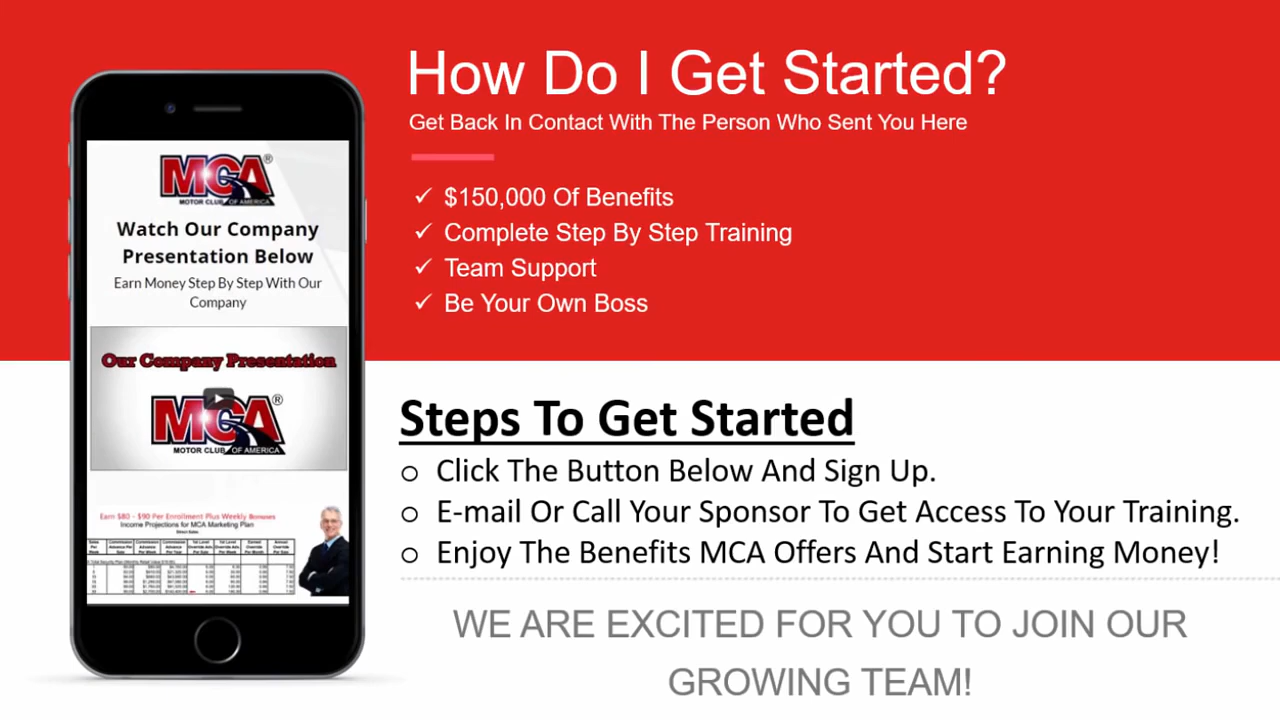 How Do I Get Started?
Get Back In Contact With The Person Who Sent You Here
✓ $150,000 Of Benefits
✓ Complete Step By Step Training
✓ Team Support
✓ Be Your Own Boss
MCA®
MOTOR CLUB OF AMERICA
Watch Our Company
Presentation Below
Earn Money Step By Step With Our
Company
Our Company Presentation
MCA®
MOTOR CLUB OF AMERICA
Earn $80 - $90 Per Enrollment Plus Weekly Bonuses
Income Projections for MCA Marketing Plan
Direct Sales
Steps To Get Started
o Click The Button Below And Sign Up.
o E-mail Or Call Your Sponsor To Get Access To Your Training.
o Enjoy The Benefits MCA Offers And Start Earning Money!
WE ARE EXCITED FOR YOU TO JOIN OUR
GROWING TEAM!